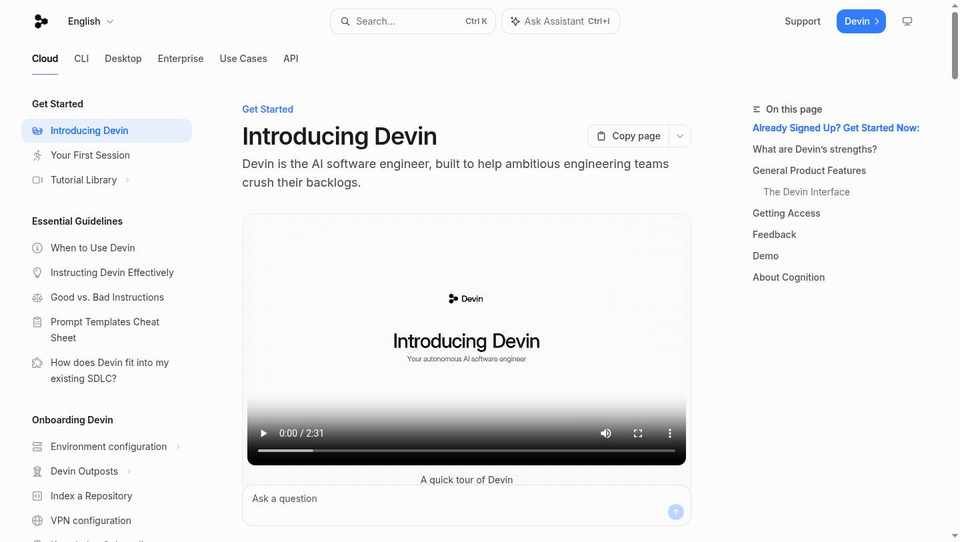 English
Search...
Ctrl K
Ask Assistant Ctrl+I
Support
Devin
Cloud
CLI
Desktop
Enterprise
Use Cases
API
Get Started
Introducing Devin
Your First Session
Tutorial Library
Essential Guidelines
When to Use Devin
Instructing Devin Effectively
Good vs. Bad Instructions
Prompt Templates Cheat
Sheet
How does Devin fit into my
existing SDLC?
Onboarding Devin
Environment configuration
Devin Outposts
Index a Repository
VPN configuration
Get Started
Introducing Devin
Copy page
Devin is the AI software engineer, built to help ambitious engineering teams
crush their backlogs.
Devin
Introducing Devin
Your autonomous AI software engineer
0:00 / 2:31
A quick tour of Devin
Ask a question
On this page
Already Signed Up? Get Started Now:
What are Devin's strengths?
General Product Features
The Devin Interface
Getting Access
Feedback
Demo
About Cognition